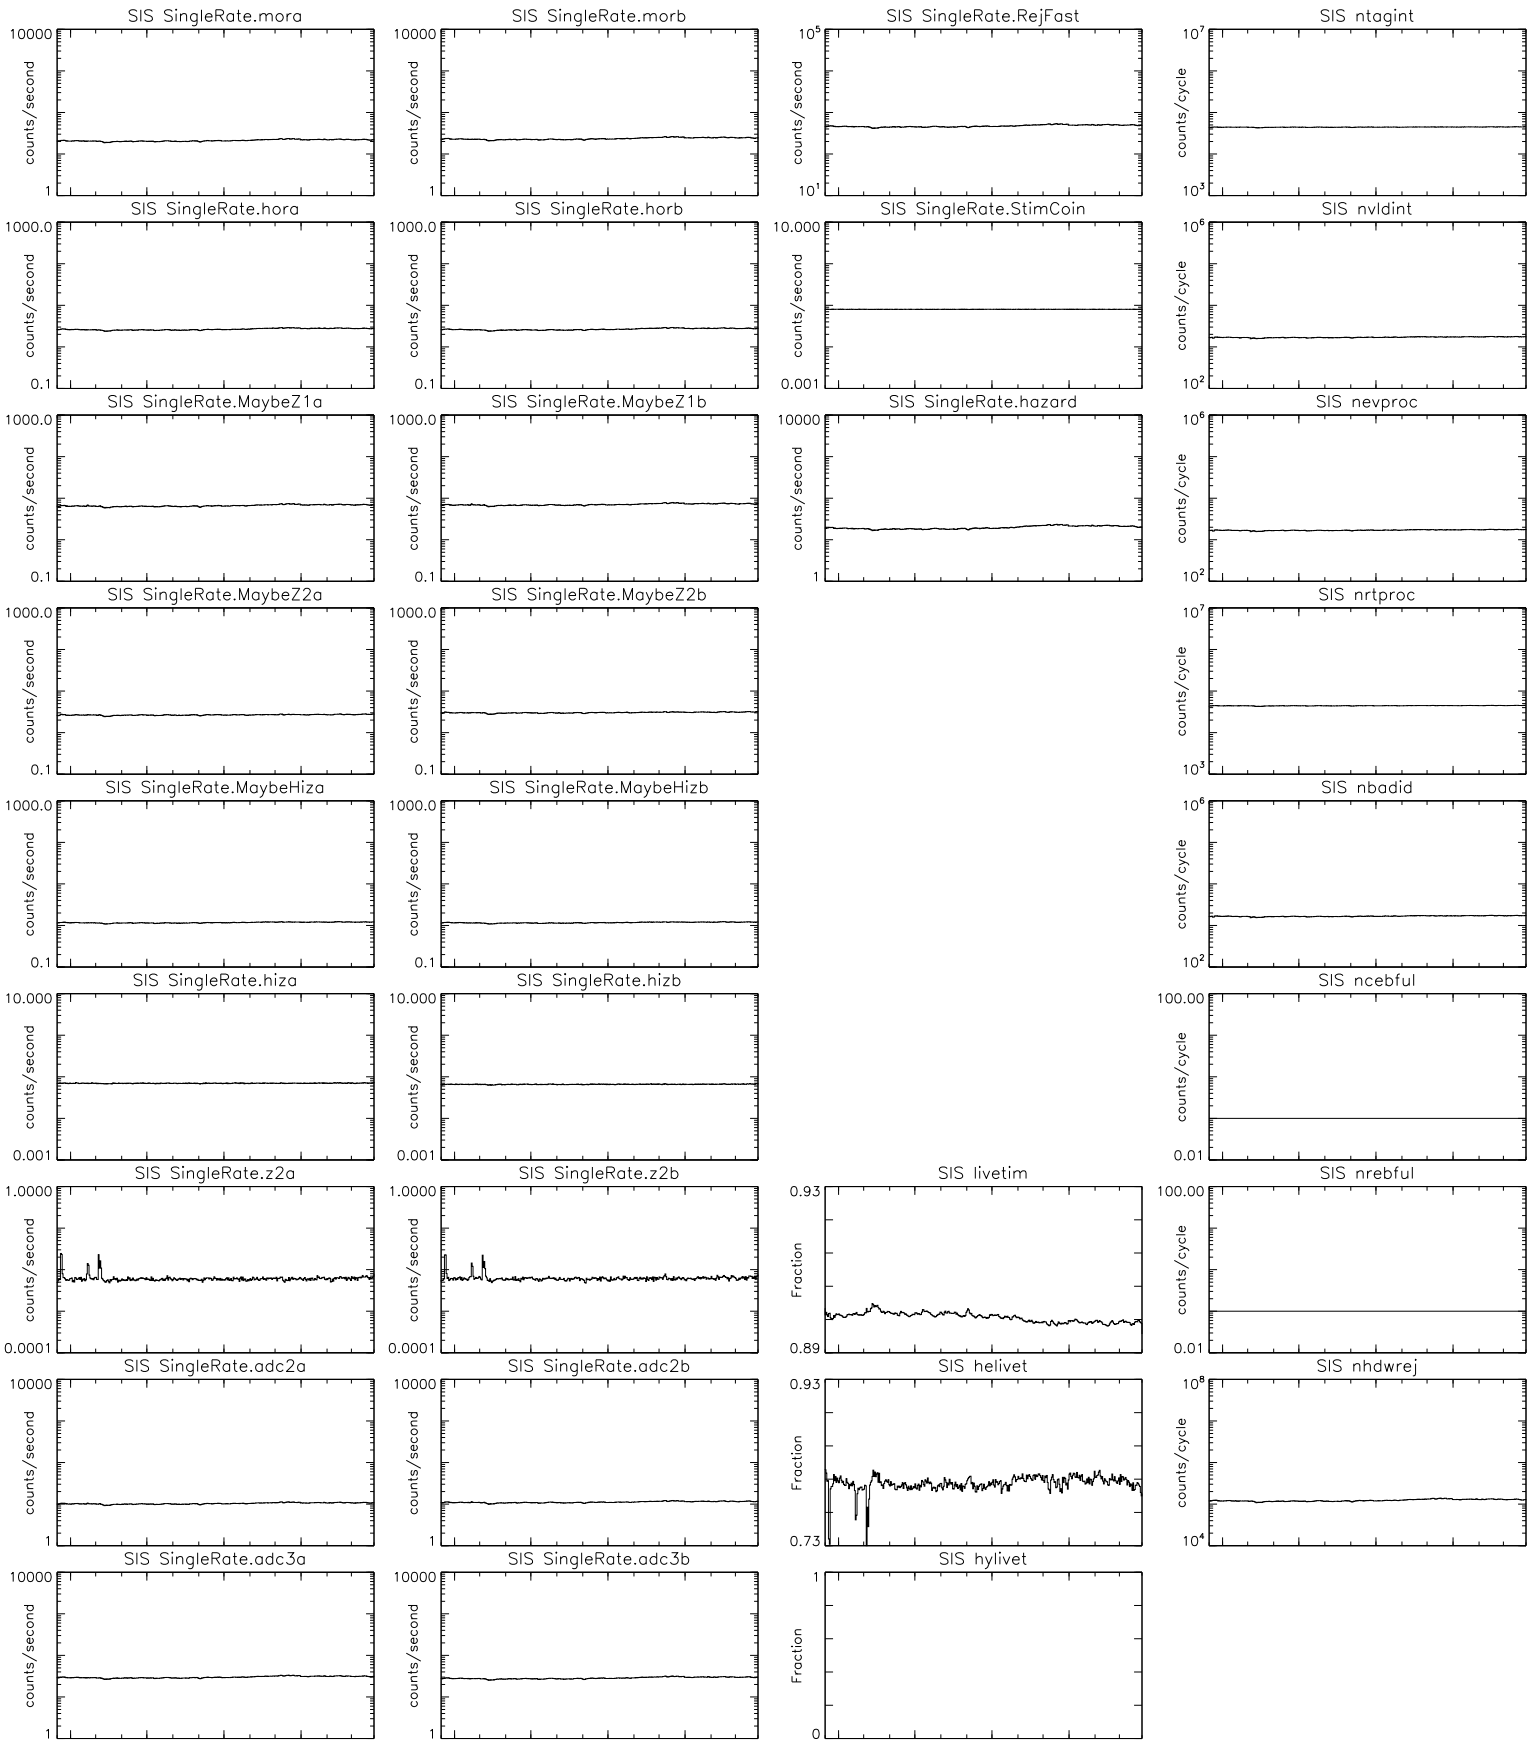 SIS SingleRate.mora
SIS SingleRate.morb
SIS SingleRate.RejFast
SIS ntagint
10000
counts/second
1
10000
counts/second
1
10^5
counts/second
10^1
10^7
counts/cycle
10^3
SIS SingleRate.hora
SIS SingleRate.horb
SIS SingleRate.StimCoin
SIS nvldint
1000.0
counts/second
0.1
1000.0
counts/second
0.1
10.000
counts/second
0.001
10^6
counts/cycle
10^2
SIS SingleRate.MaybeZ1a
SIS SingleRate.MaybeZ1b
SIS SingleRate.hazard
SIS nevproc
1000.0
counts/second
0.1
1000.0
counts/second
0.1
10000
counts/second
1
10^6
counts/cycle
10^2
SIS SingleRate.MaybeZ2a
SIS SingleRate.MaybeZ2b
SIS nrtproc
1000.0
counts/second
0.1
1000.0
counts/second
0.1
10^7
counts/cycle
10^3
SIS SingleRate.MaybeHiza
SIS SingleRate.MaybeHizb
SIS nbadid
1000.0
counts/second
0.1
1000.0
counts/second
0.1
10^6
counts/cycle
10^2
SIS SingleRate.hiza
SIS SingleRate.hizb
SIS ncebful
10.000
counts/second
0.001
10.000
counts/second
0.001
100.00
counts/cycle
0.01
SIS SingleRate.z2a
SIS SingleRate.z2b
SIS livetim
SIS nrebful
1.0000
counts/second
0.0001
1.0000
counts/second
0.0001
0.93
Fraction
0.89
100.00
counts/cycle
0.01
SIS SingleRate.adc2a
SIS SingleRate.adc2b
SIS helivet
SIS nhdwrej
10000
counts/second
1
10000
counts/second
1
0.93
Fraction
0.73
10^8
counts/cycle
10^4
SIS SingleRate.adc3a
SIS SingleRate.adc3b
SIS hylivet
10000
counts/second
1
10000
counts/second
1
1
Fraction
0